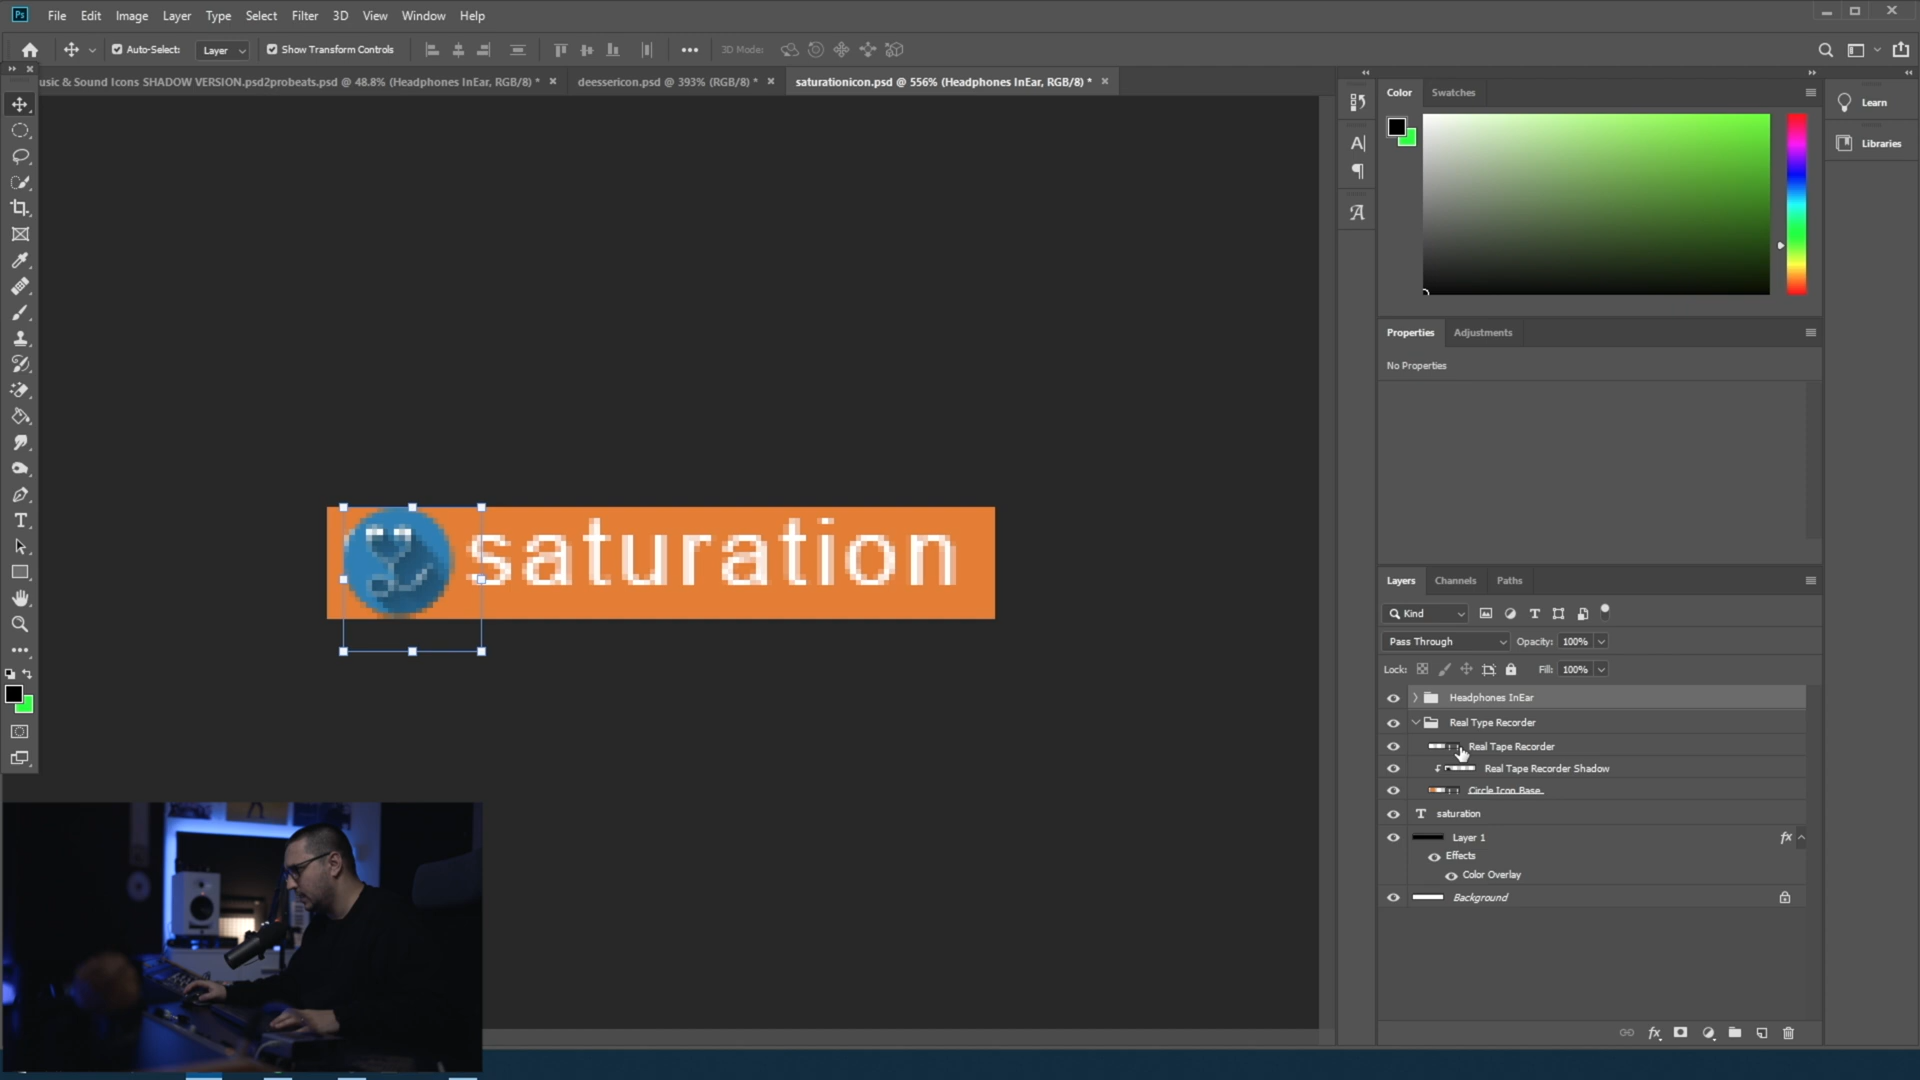 Ps File Edit Image Layer Type Select Filter 3D View Window Help
Auto-Select: Layer Show Transform Controls 3D Mode:
usic & Sound Icons SHADOW VERSION.psd2probeats.psd @ 48.8% (Headphones InEar, RGB/8) * deessericon.psd @ 393% (RGB/8) * saturationicon.psd @ 556% (Headphones InEar, RGB/8) *
Color Swatches
Learn
Libraries
Properties Adjustments
No Properties
saturation
Layers Channels Paths
Kind
Pass Through Opacity: 100%
Lock: Fill: 100%
Headphones InEar
Real Type Recorder
Real Tape Recorder
Real Tape Recorder Shadow
Circle Icon Base
saturation
Layer 1 fx
Effects
Color Overlay
Background
fx